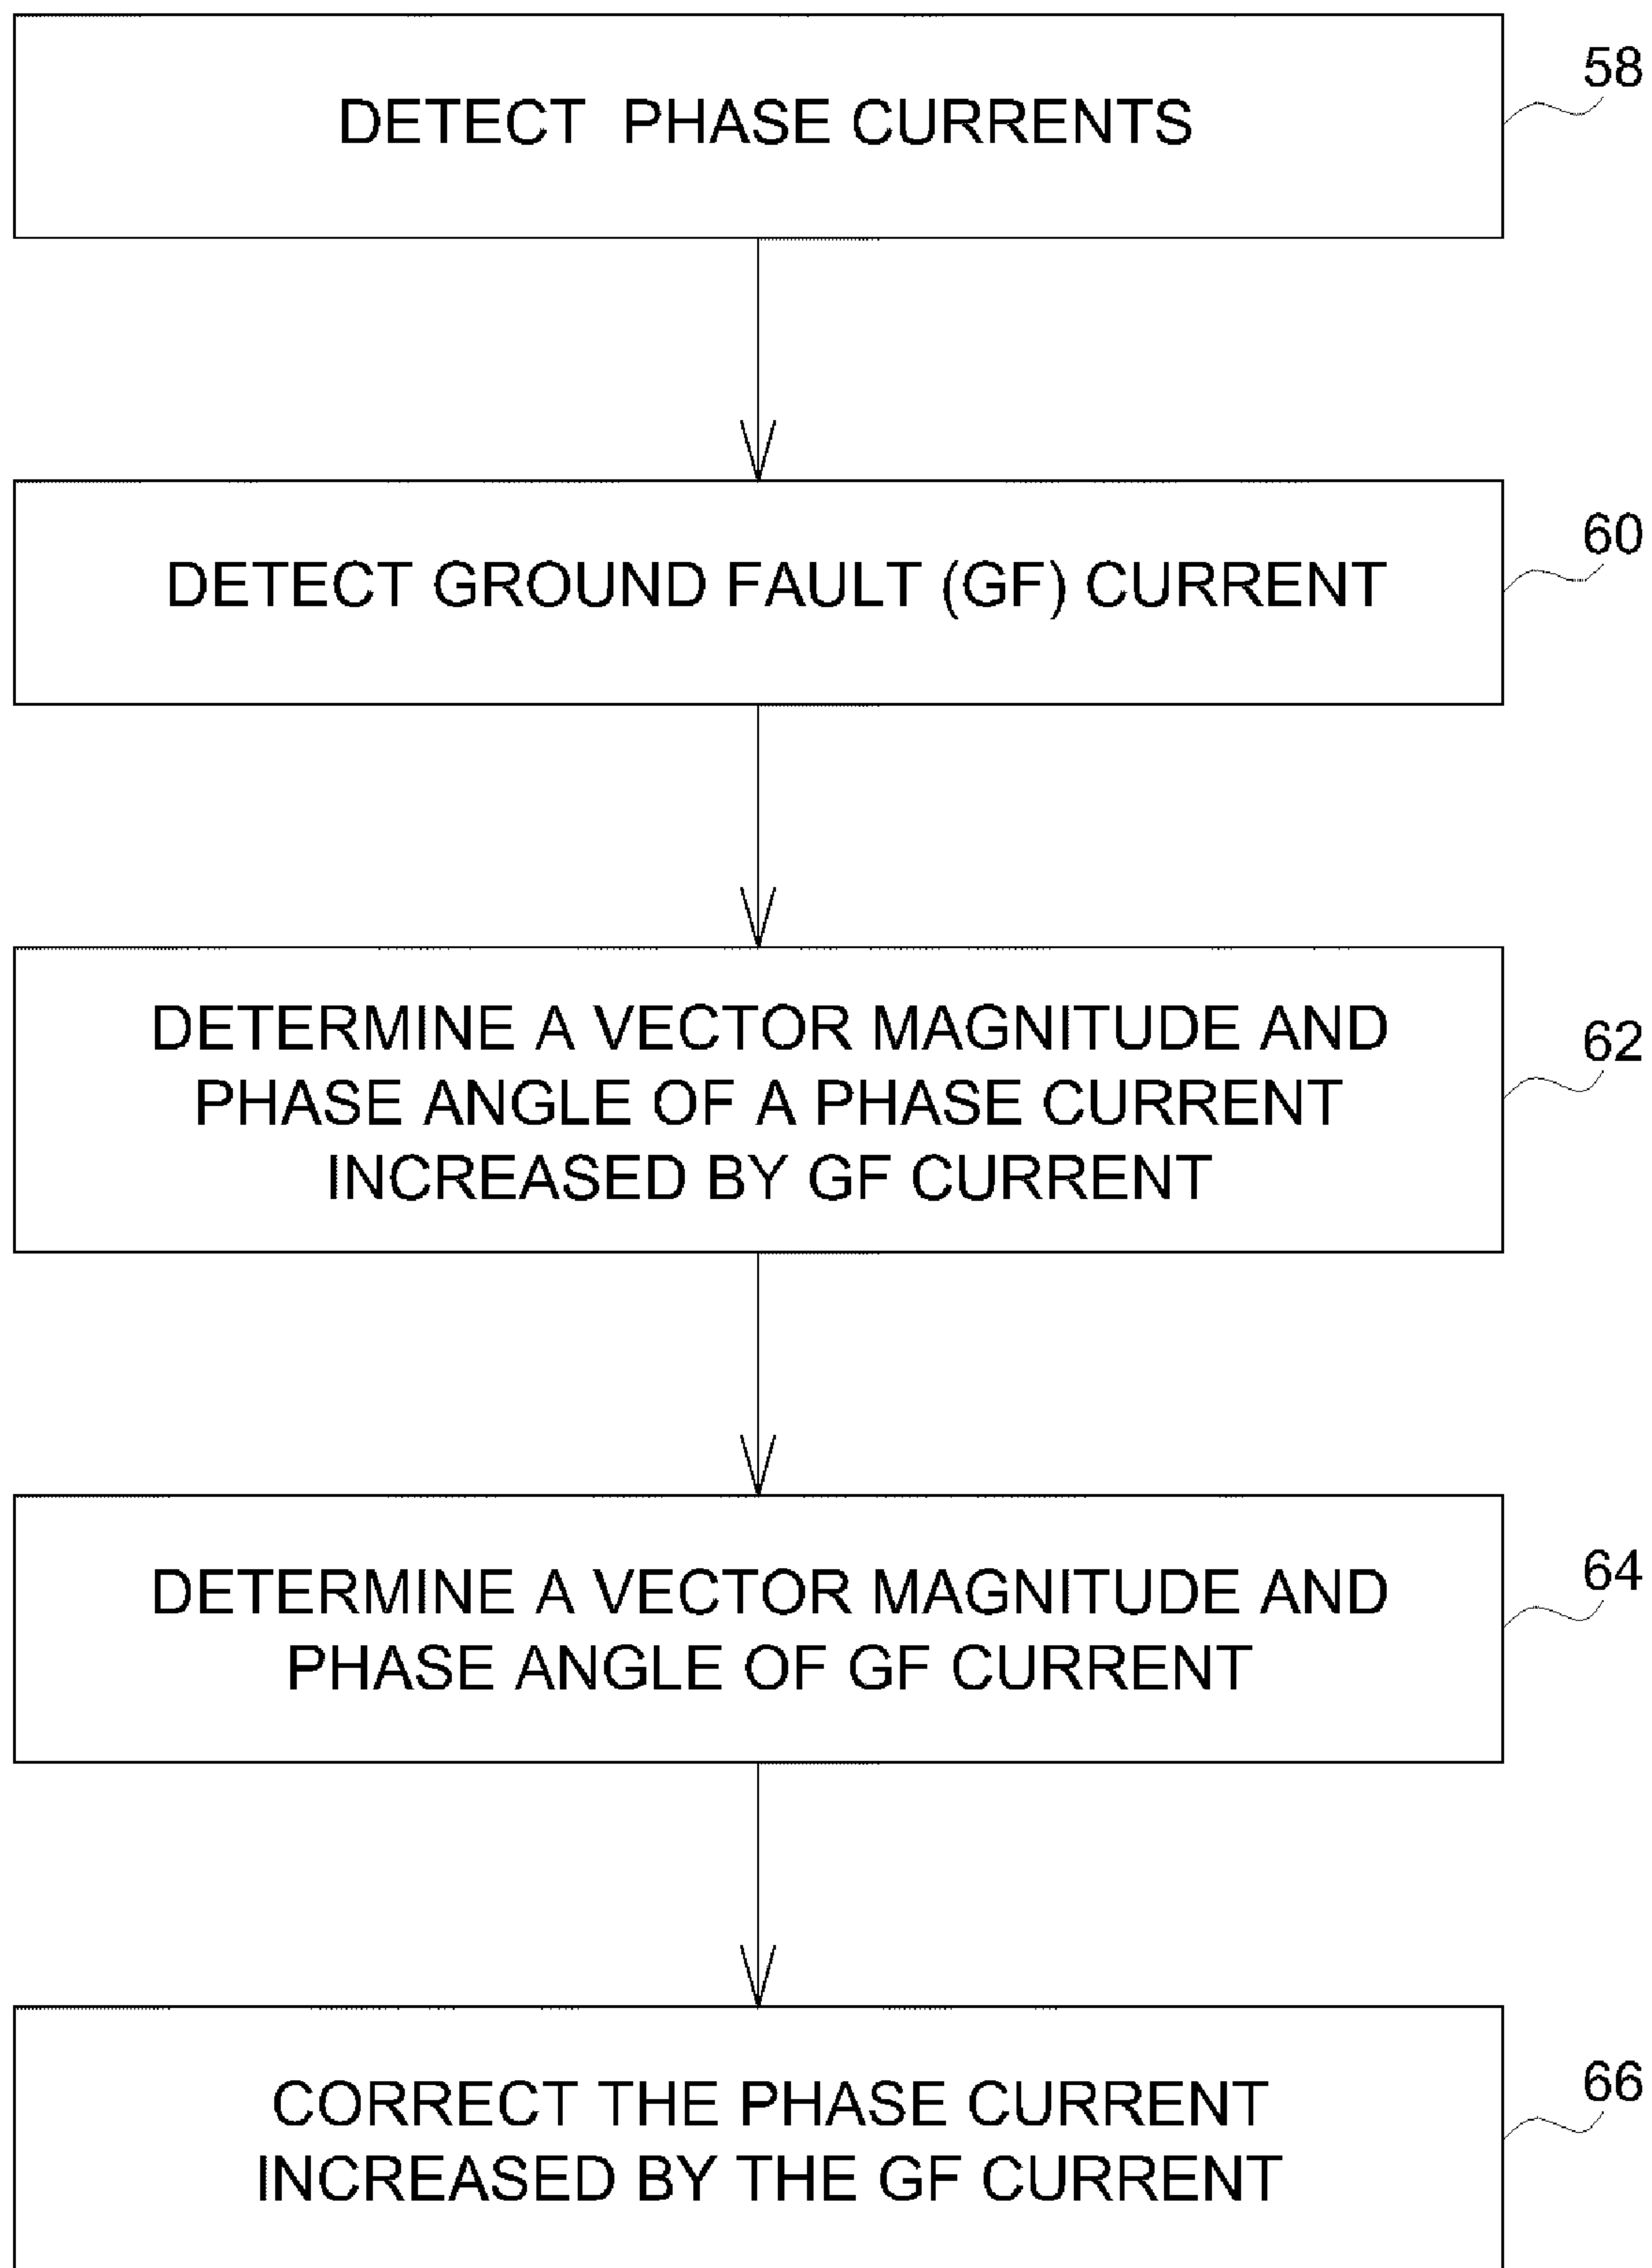 58
DETECT PHASE CURRENTS
60
DETECT GROUND FAULT (GF) CURRENT
DETERMINE A VECTOR MAGNITUDE AND
62
PHASE ANGLE OF A PHASE CURRENT
INCREASED BY GF CURRENT
64
DETERMINE A VECTOR MAGNITUDE AND
PHASE ANGLE OF GF CURRENT
66
CORRECT THE PHASE CURRENT
INCREASED BY THE GF CURRENT